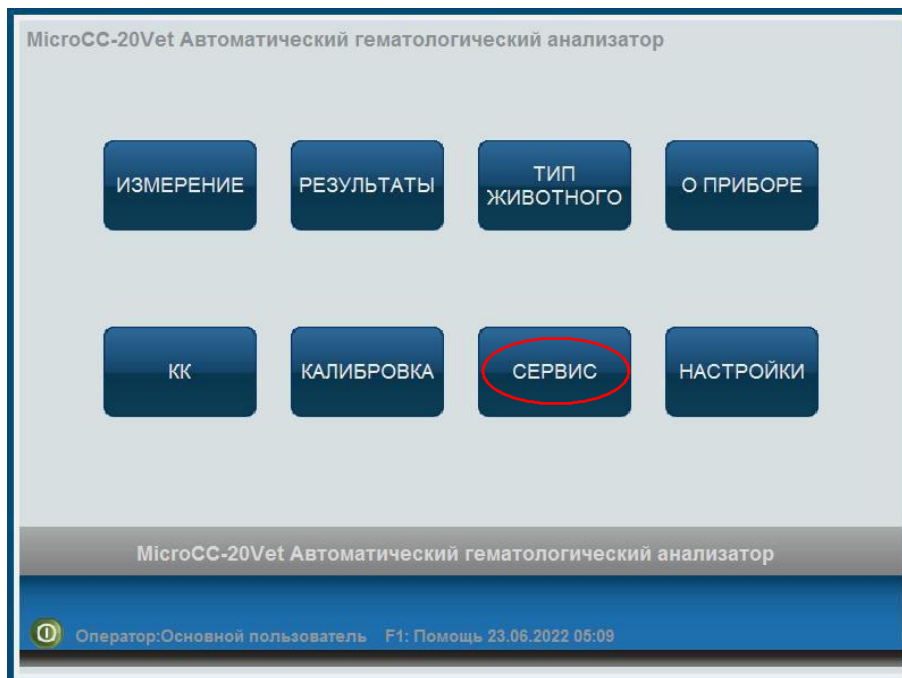 MicroCC-20Vet Автоматический гематологический анализатор
ИЗМЕРЕНИЕ
РЕЗУЛЬТАТЫ
ТИП
ЖИВОТНОГО
О ПРИБОРЕ
КК
КАЛИБРОВКА
СЕРВИС
НАСТРОЙКИ
MicroCC-20Vet Автоматический гематологический анализатор
Оператор:Основной пользователь F1: Помощь 23.06.2022 05:09